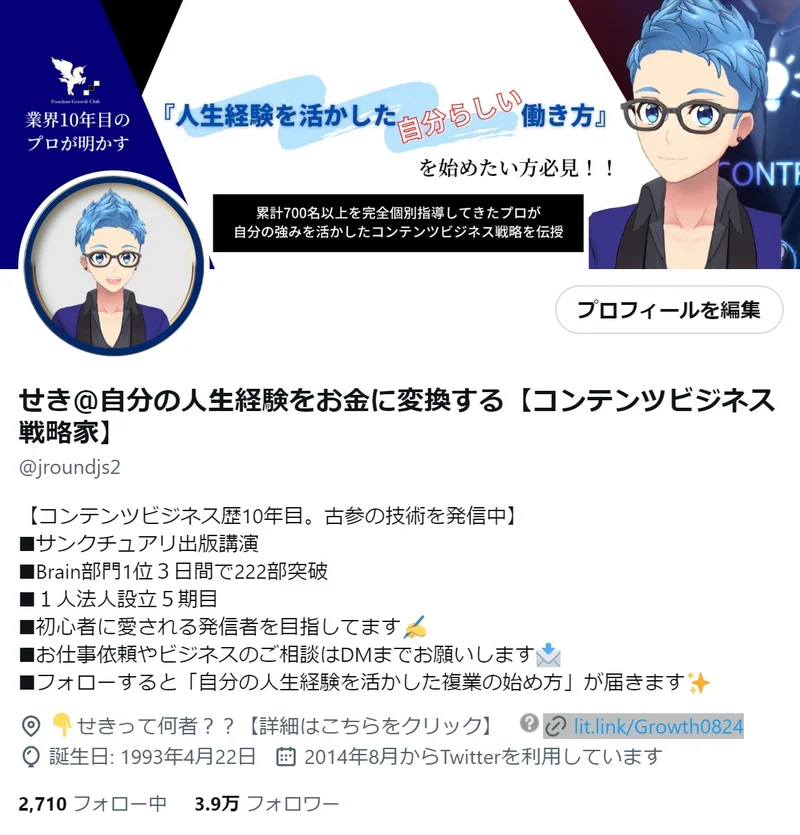 Freedom Growth Club
業界10年目の
プロが明かす
『人生経験を活かした自分らしい働き方』
を始めたい方必見！！
累計700名以上を完全個別指導してきたプロが
自分の強みを活かしたコンテンツビジネス戦略を伝授
CONTE
プロフィールを編集
せき@自分の人生経験をお金に変換する【コンテンツビジネス
戦略家】
@jroundjs2
【コンテンツビジネス歴10年目。古参の技術を発信中】
■サンクチュアリ出版講演
■Brain部門1位３日間で222部突破
■１人法人設立５期目
■初心者に愛される発信者を目指してます✍️
■お仕事依頼やビジネスのご相談はDMまでお願いします📩
■フォローすると「自分の人生経験を活かした複業の始め方」が届きます✨
👇せきって何者？？【詳細はこちらをクリック】 lit.link/Growth0824
誕生日: 1993年4月22日 2014年8月からTwitterを利用しています
2,710 フォロー中 3.9万 フォロワー